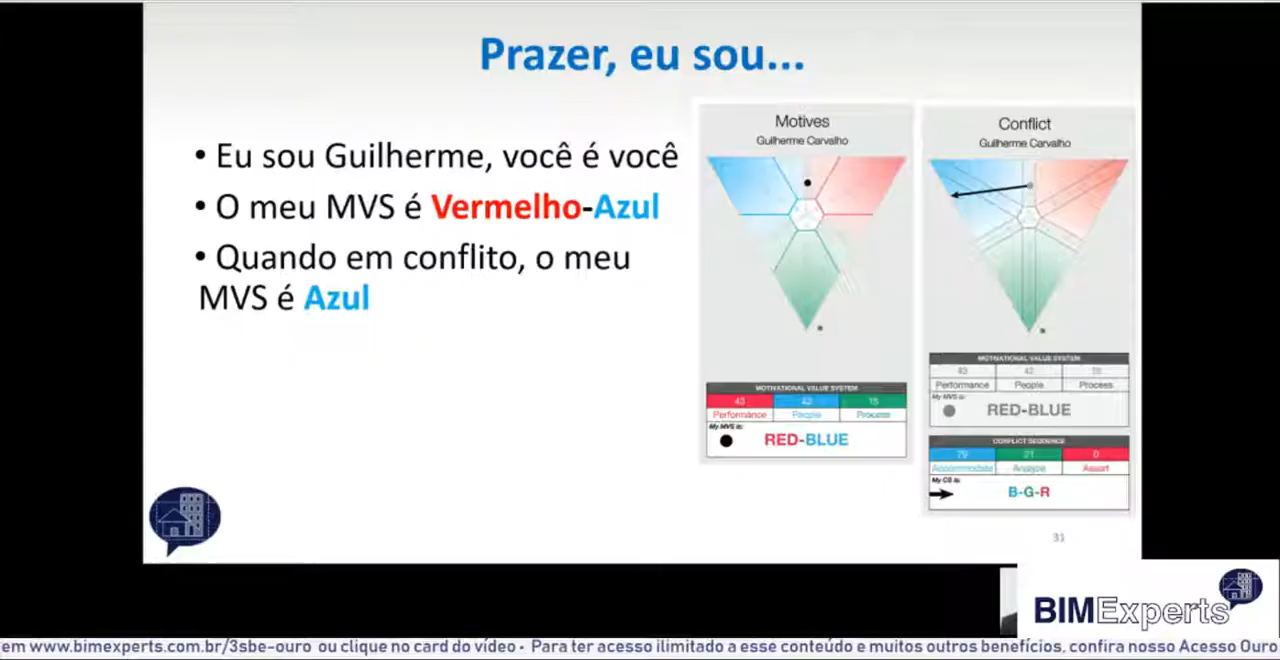 Prazer, eu sou...
• Eu sou Guilherme, você é você
• O meu MVS é Vermelho-Azul
• Quando em conflito, o meu
MVS é Azul
Motives
Guilherme Carvalho
MOTIVATIONAL VALUE SYSTEM
43 42 15
Performance People Process
My MVS is:
RED-BLUE
Conflict
Guilherme Carvalho
MOTIVATIONAL VALUE SYSTEM
43 42 15
Performance People Process
My MVS is:
RED-BLUE
CONFLICT SEQUENCE
79 21 0
Accommodate Analyze Assert
My CS is:
B-G-R
31
BIMExperts
em www.bimexperts.com.br/3sbe-ouro ou clique no card do vídeo - Para ter acesso ilimitado a esse conteúdo e muitos outros benefícios, confira nosso Acesso Ouro